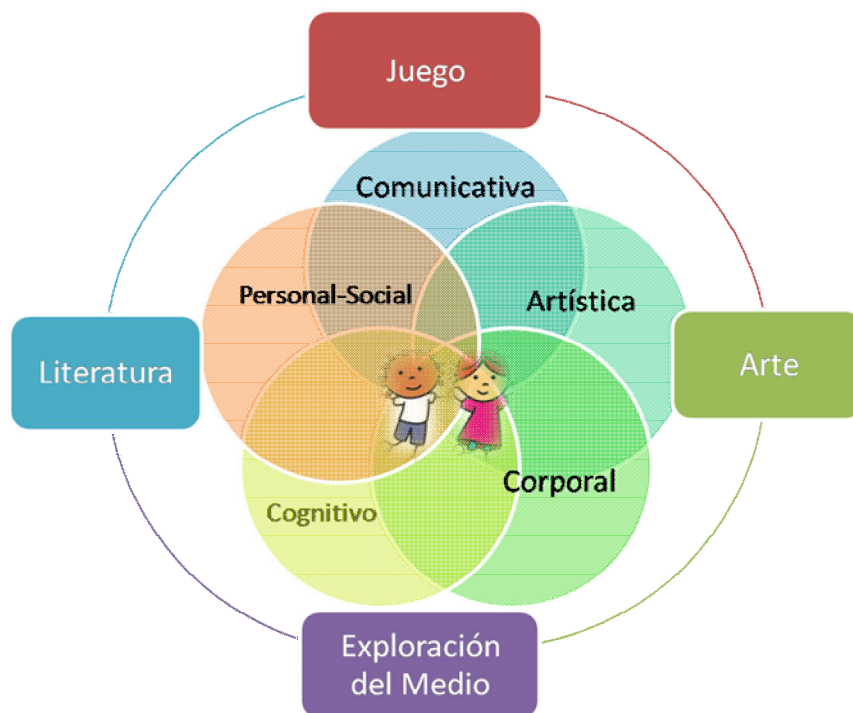 Juego
Comunicativa
Personal-Social
Artística
Literatura
Arte
Corporal
Cognitivo
Exploración
del Medio